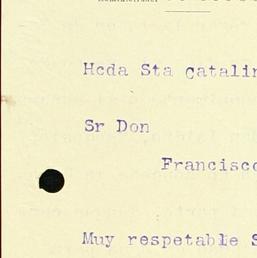 Hcda Sta catalin
Sr Don
Francisco
Muy respetable S